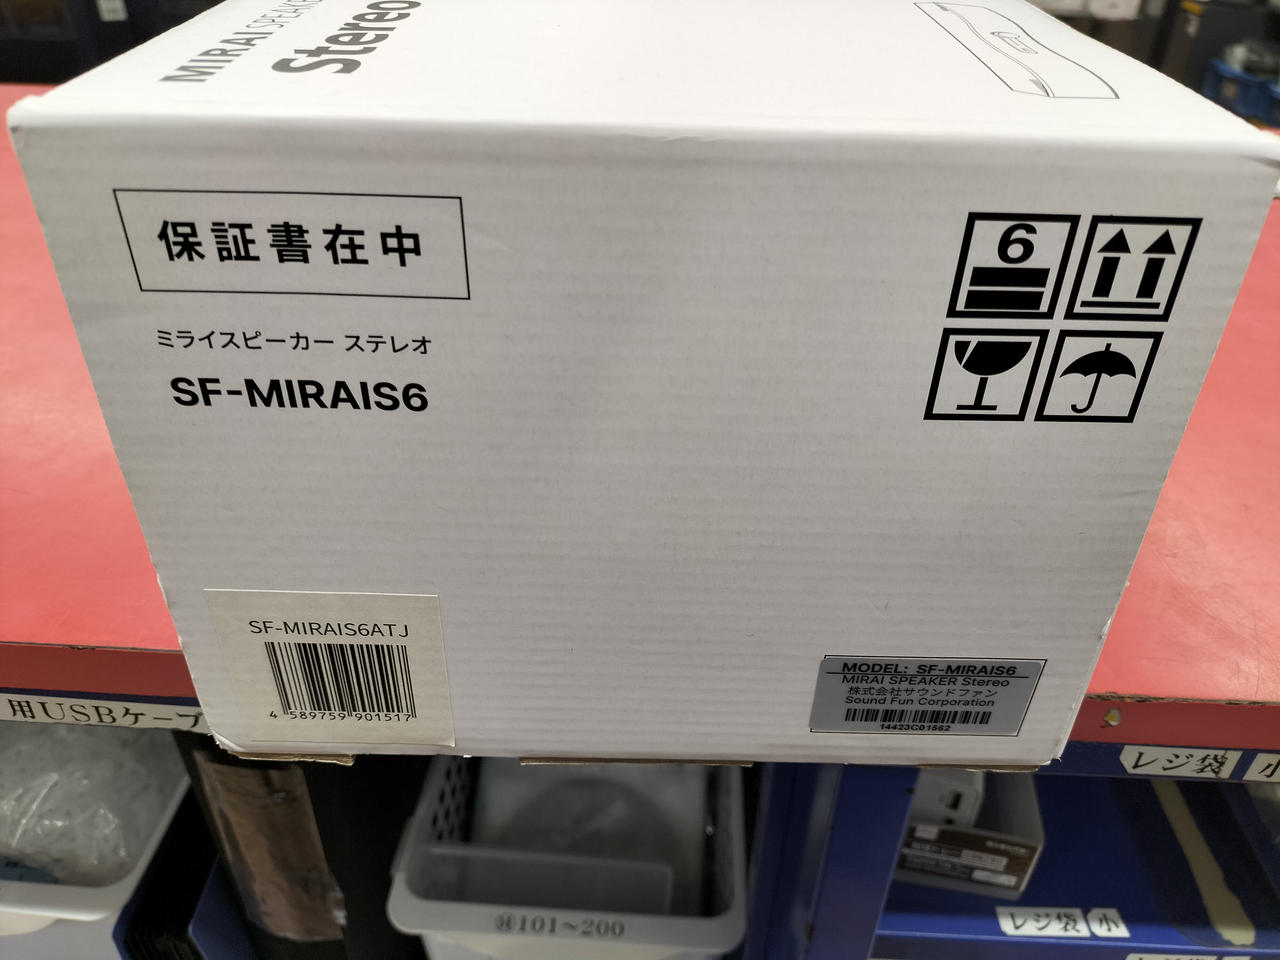 MIRAI SPEAKER
Stereo
保証書在中
ミライスピーカー ステレオ
SF-MIRAIS6
6
SF-MIRAIS6ATJ
4 589759 901517
MODEL: SF-MIRAIS6
MIRAI SPEAKER Stereo
株式会社サウンドファン
Sound Fun Corporation
14423C01562
用USBケーブ
レジ袋 小
101~200
レジ袋 小